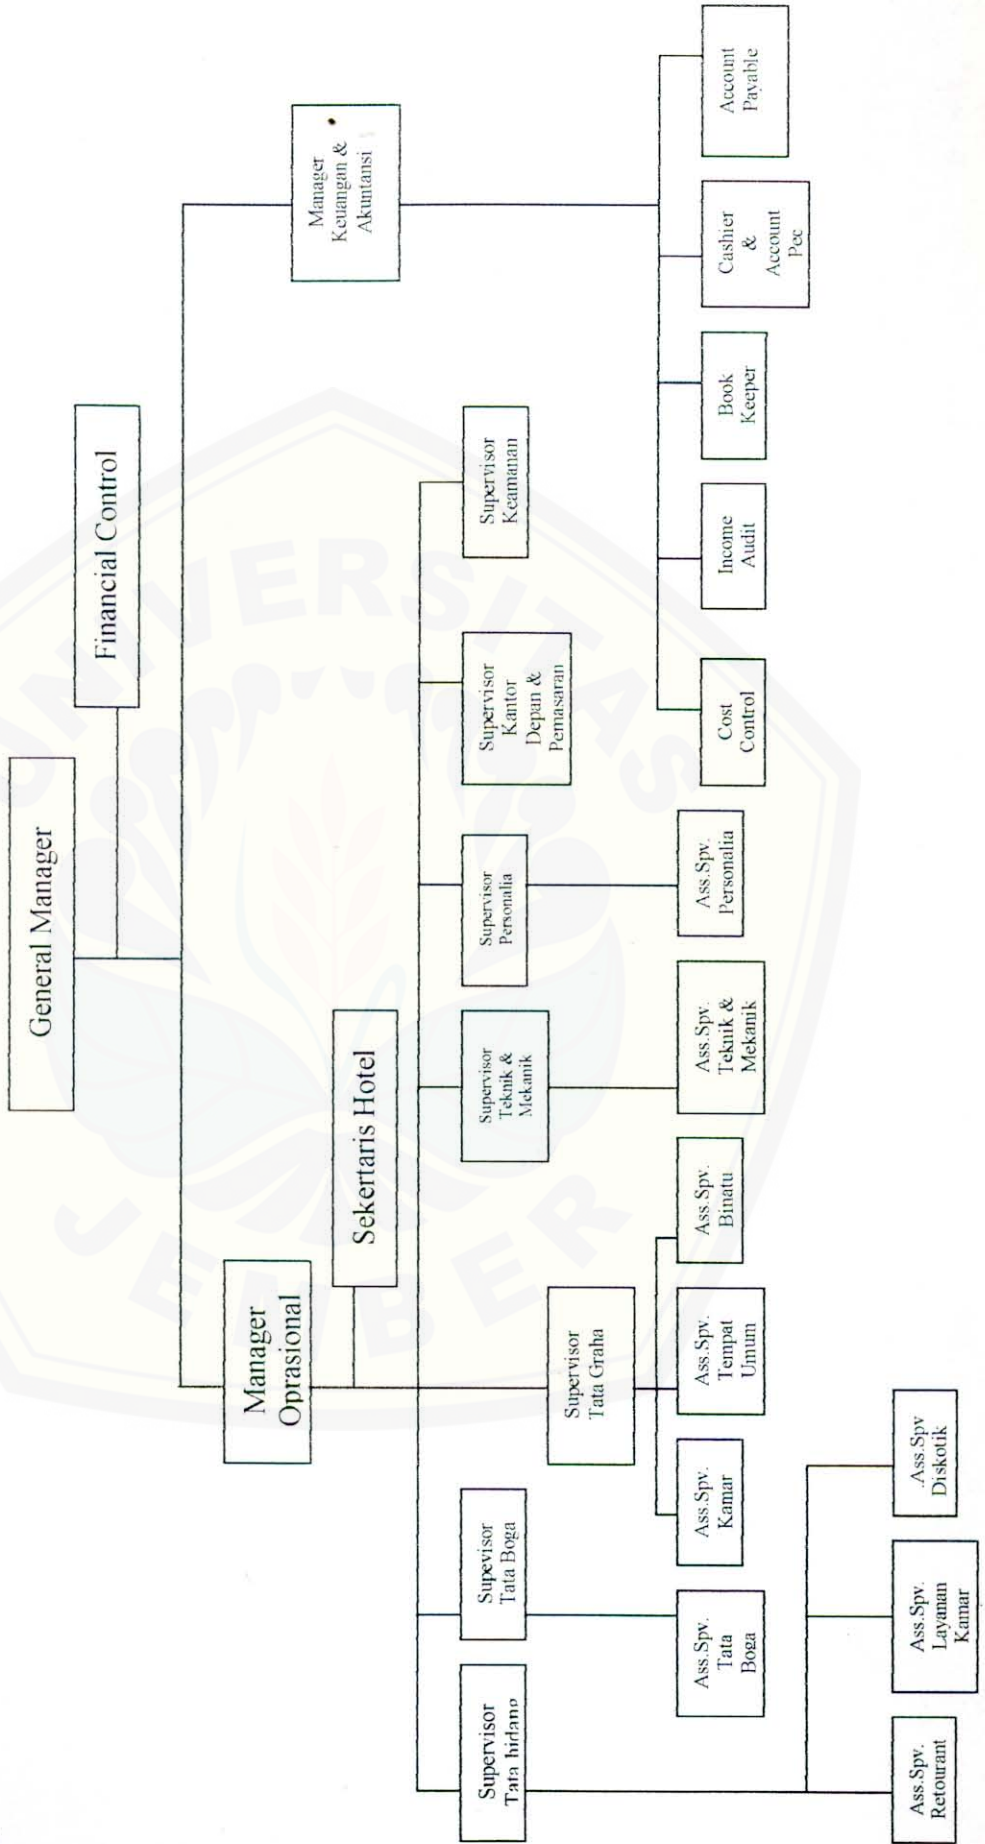 General Manager
Financial Control
Manager
Oprasional
Manager
Keuangan &
Akuntansi
Sekertaris Hotel
Supervisor
Tata hidang
Supevisor
Tata Boga
Supervisor
Tata Graha
Supervisor
Teknik &
Mekanik
Supervisor
Personalia
Supervisor
Kantor
Depan &
Pemasaran
Supervisor
Keamanan
Ass.Spv.
Tata
Boga
Ass.Spv.
Kamar
Ass.Spv.
Tempat
Umum
Ass.Spv.
Binatu
Ass.Spv.
Teknik &
Mekanik
Ass.Spv.
Personalia
Cost
Control
Income
Audit
Book
Keeper
Cashier
&
Account
Pec
Account
Payable
Ass.Spv.
Retourant
Ass.Spv.
Layanan
Kamar
.Ass.Spv
Diskotik
UNIVERSITAS
JEMBER